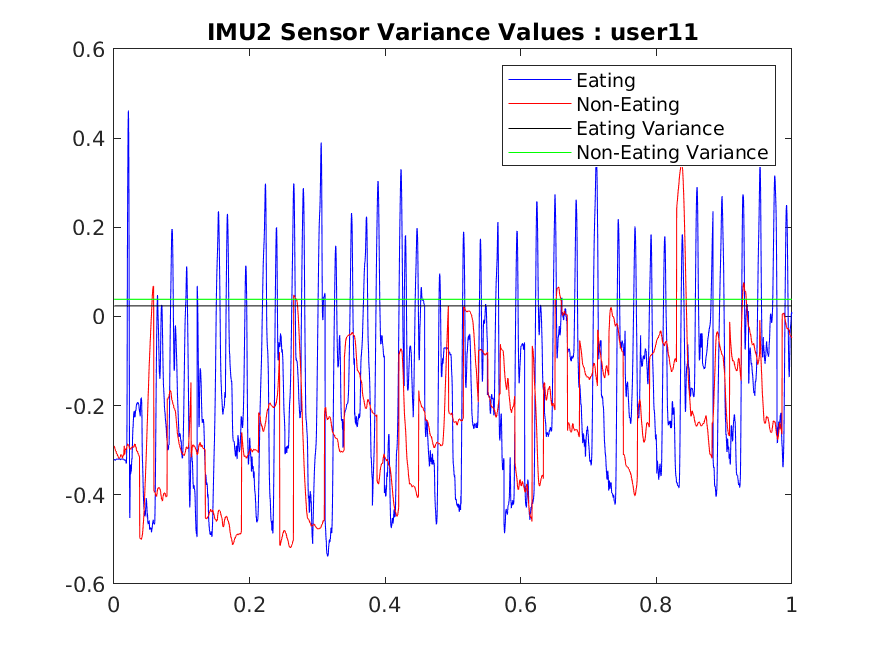 IMU2 Sensor Variance Values : user11
0.6
Eating
Non-Eating
Eating Variance
Non-Eating Variance
0.4
0.2
0
-0.2
-0.4
-0.6
0 0.2 0.4 0.6 0.8 1